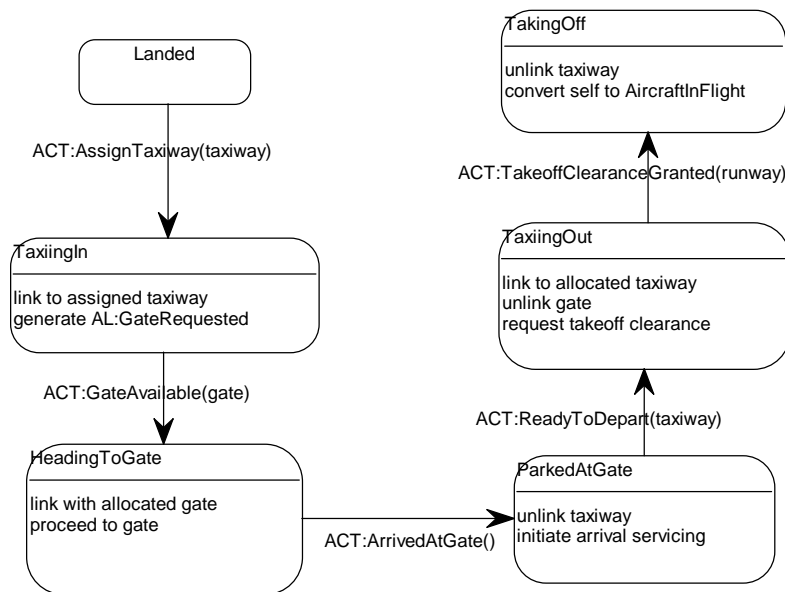 Landed
ACT:AssignTaxiway(taxiway)
TaxiingIn
link to assigned taxiway
generate AL:GateRequested
ACT:GateAvailable(gate)
HeadingToGate
link with allocated gate
proceed to gate
ACT:ArrivedAtGate()
ParkedAtGate
unlink taxiway
initiate arrival servicing
ACT:ReadyToDepart(taxiway)
TaxiingOut
link to allocated taxiway
unlink gate
request takeoff clearance
ACT:TakeoffClearanceGranted(runway)
TakingOff
unlink taxiway
convert self to AircraftInFlight